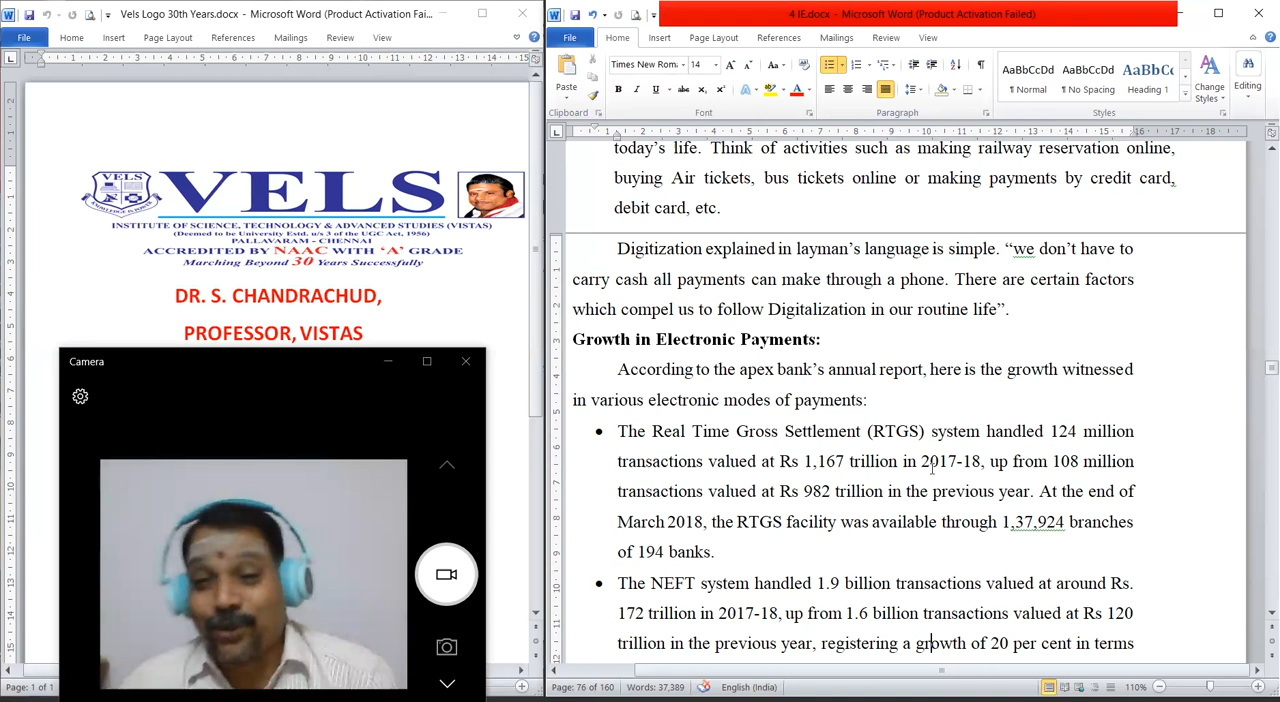 Vels Logo 30th Years.docx - Microsoft Word (Product Activation Fai...
File Home Insert Page Layout References Mailings Review View
VELS
VELS
INSTITUTE OF SCIENCE, TECHNOLOGY & ADVANCED STUDIES (VISTAS)
(Deemed to be University Estd. u/s 3 of the UGC Act, 1956)
PALLAVARAM - CHENNAI
ACCREDITED BY NAAC WITH 'A' GRADE
Marching Beyond 30 Years Successfully
DR. S. CHANDRACHUD,
PROFESSOR, VISTAS
Camera
Page: 1 of 1
4 IE.docx - Microsoft Word (Product Activation Failed)
File Home Insert Page Layout References Mailings Review View
Times New Rom 14
Paste
AaBbCcDd AaBbCcDd AaBbCc
¶ Normal ¶ No Spacing Heading 1
Change Styles
Editing
Clipboard Font Paragraph Styles
today's life. Think of activities such as making railway reservation online,
buying Air tickets, bus tickets online or making payments by credit card,
debit card, etc.
Digitization explained in layman's language is simple. “we don't have to
carry cash all payments can make through a phone. There are certain factors
which compel us to follow Digitalization in our routine life”.
Growth in Electronic Payments:
According to the apex bank's annual report, here is the growth witnessed
in various electronic modes of payments:
• The Real Time Gross Settlement (RTGS) system handled 124 million
transactions valued at Rs 1,167 trillion in 2017-18, up from 108 million
transactions valued at Rs 982 trillion in the previous year. At the end of
March 2018, the RTGS facility was available through 1,37,924 branches
of 194 banks.
• The NEFT system handled 1.9 billion transactions valued at around Rs.
172 trillion in 2017-18, up from 1.6 billion transactions valued at Rs 120
trillion in the previous year, registering a growth of 20 per cent in terms
Page: 76 of 160 Words: 37,389 English (India) 110%